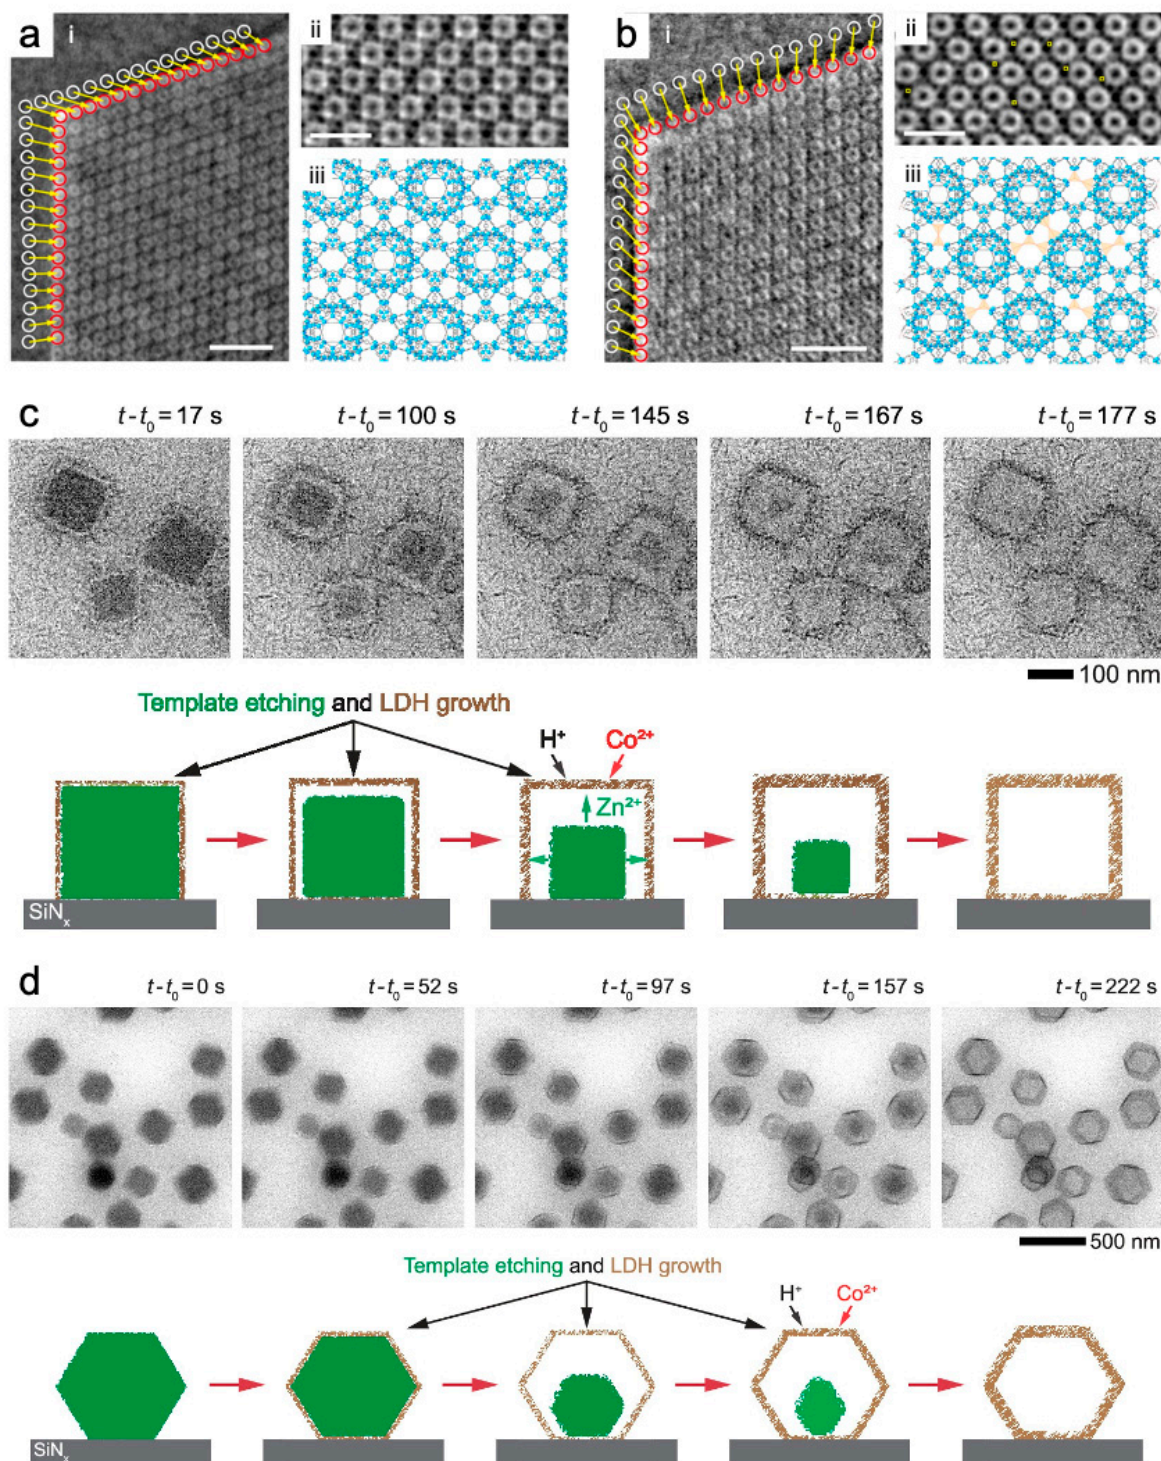 a
i
ii
iii
b
i
ii
iii
c
t - t₀ = 17 s
t - t₀ = 100 s
t - t₀ = 145 s
t - t₀ = 167 s
t - t₀ = 177 s
100 nm
Template etching and LDH growth
H⁺
Co²⁺
Zn²⁺
SiNₓ
d
t - t₀ = 0 s
t - t₀ = 52 s
t - t₀ = 97 s
t - t₀ = 157 s
t - t₀ = 222 s
500 nm
Template etching and LDH growth
H⁺
Co²⁺
SiNₓ